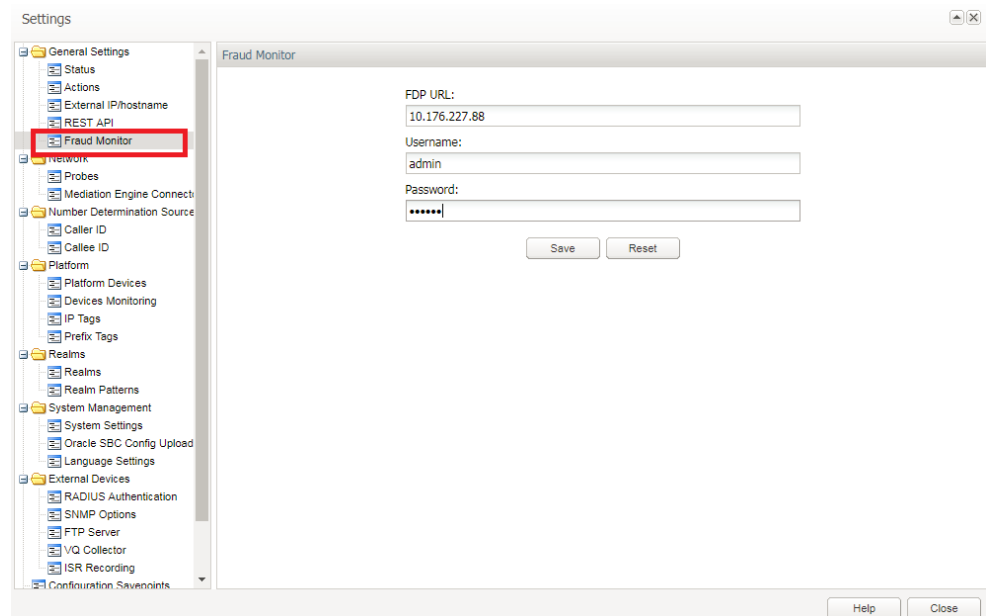 Settings
General Settings
Status
Actions
External IP/hostname
REST API
Fraud Monitor
Network
Probes
Mediation Engine Connect
Number Determination Source
Caller ID
Callee ID
Platform
Platform Devices
Devices Monitoring
IP Tags
Prefix Tags
Realms
Realms
Realm Patterns
System Management
System Settings
Oracle SBC Config Upload
Language Settings
External Devices
RADIUS Authentication
SNMP Options
FTP Server
VQ Collector
ISR Recording
Configuration Savepoints
Fraud Monitor
FDP URL:
10.176.227.88
Username:
admin
Password:
••••••
Save
Reset
Help
Close